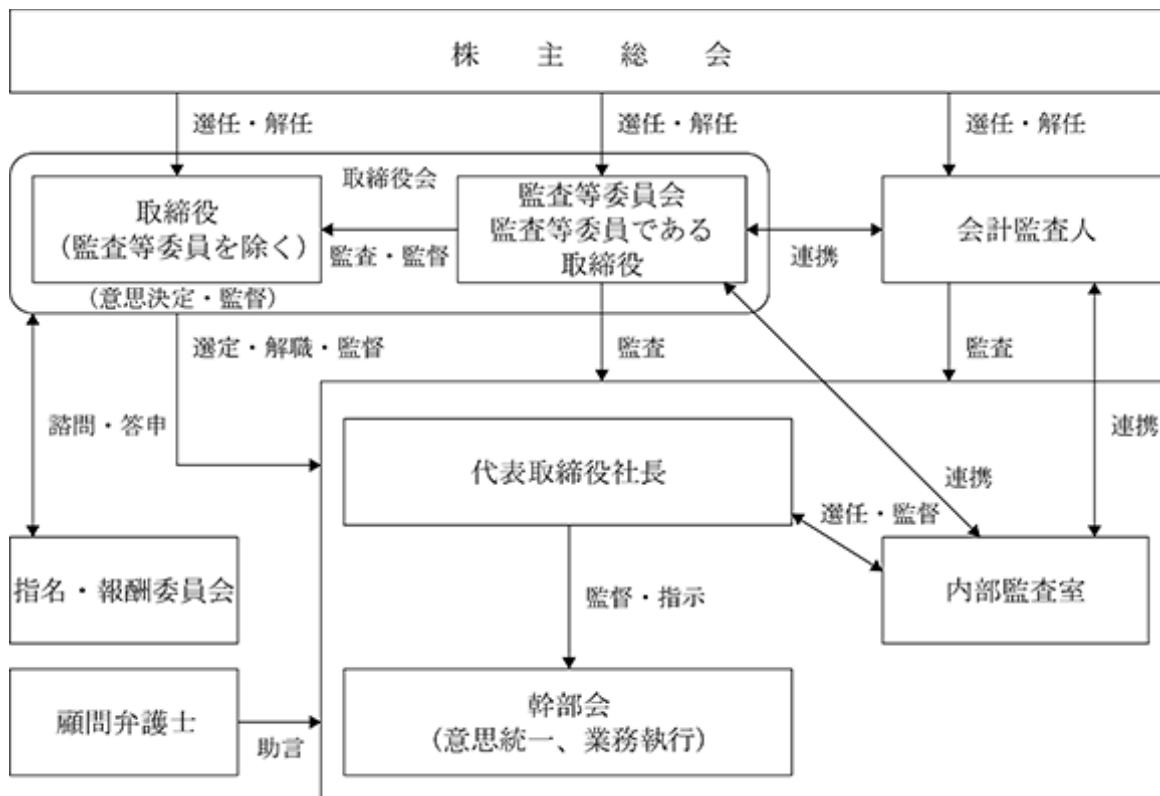 株主総会
選任・解任
選任・解任
選任・解任
取締役会
取締役
(監査等委員を除く)
監査・監督
監査等委員会
監査等委員である
取締役
連携
会計監査人
(意思決定・監督)
選定・解職・監督
監査
監査
諮問・答申
連携
代表取締役社長
連携
選任・監督
指名・報酬委員会
監督・指示
内部監査室
顧問弁護士
助言
幹部会
(意思統一、業務執行)